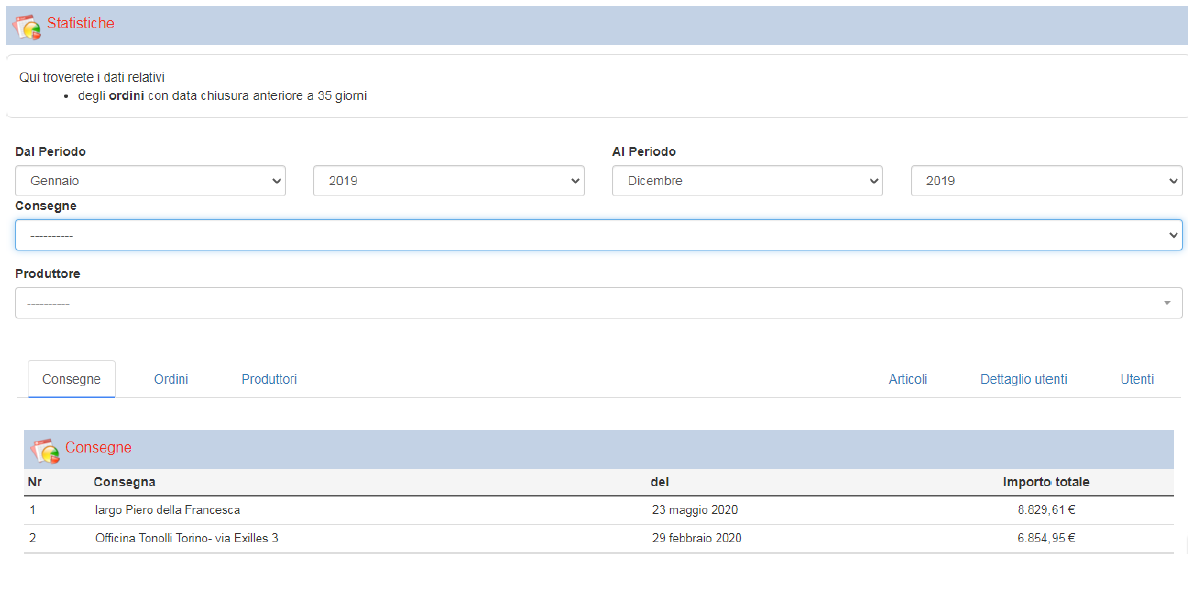 Statistiche
Qui troverete i dati relativi
• degli ordini con data chiusura anteriore a 35 giorni
Dal Periodo Al Periodo
Gennaio 2019 Dicembre 2019
Consegne
----------
Produttore
----------
Consegne Ordini Produttori Articoli Dettaglio utenti Utenti
Consegne
Nr Consegna del Importo totale
1 largo Piero della Francesca 23 maggio 2020 8.829,61 €
2 Officina Tonolli Torino- via Exilles 3 29 febbraio 2020 6.854,95 €